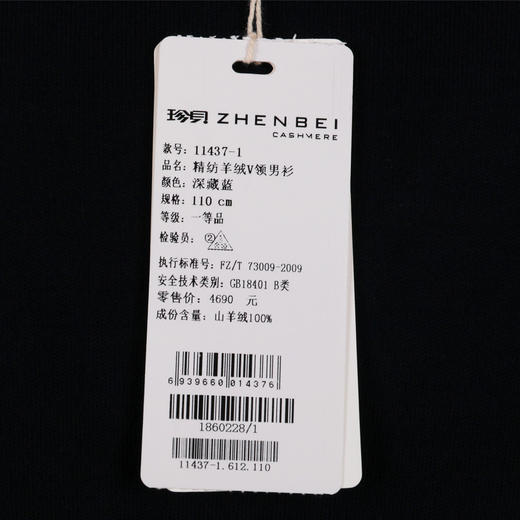 珍贝 ZHENBEI
CASHMERE
款号: 11437-1
品名: 精纺羊绒V领男衫
颜色: 深藏蓝
规格: 110 cm
等级: 一等品
检验员: ②
执行标准号: FZ/T 73009-2009
安全技术类别: GB18401 B类
零售价: 4690 元
成份含量: 山羊绒100%
6 939660 014376
1860228/1
11437-1.612.110